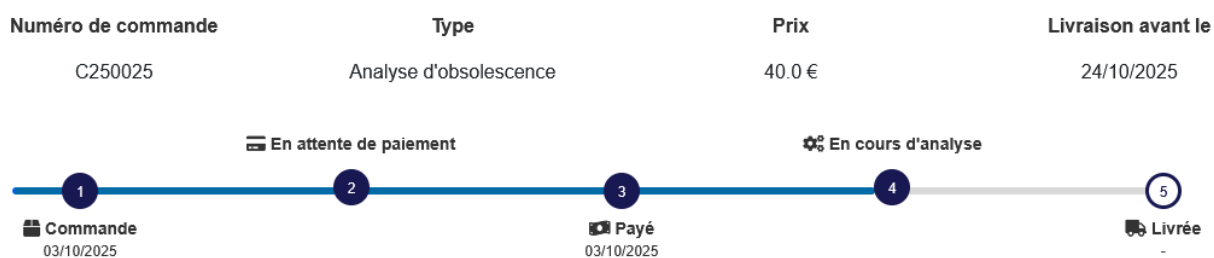 Numéro de commande Type Prix Livraison avant le
C250025 Analyse d'obsolescence 40.0 € 24/10/2025
En attente de paiement En cours d'analyse
1 2 3 4 5
Commande Payé Livrée
03/10/2025 03/10/2025 -